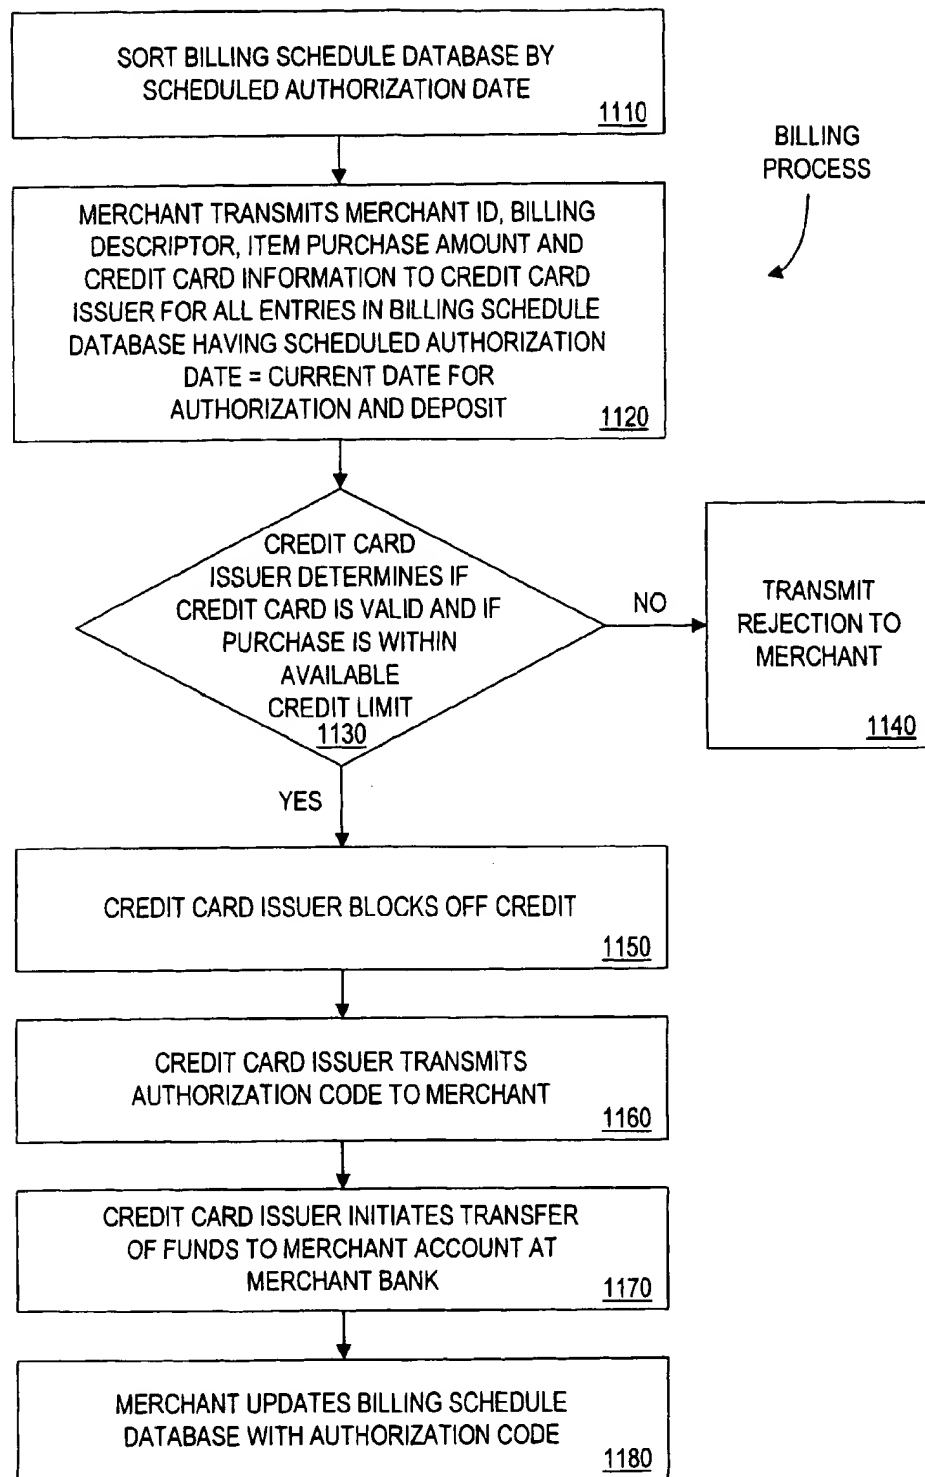 SORT BILLING SCHEDULE DATABASE BY
SCHEDULED AUTHORIZATION DATE
1110
BILLING
PROCESS
MERCHANT TRANSMITS MERCHANT ID, BILLING
DESCRIPTOR, ITEM PURCHASE AMOUNT AND
CREDIT CARD INFORMATION TO CREDIT CARD
ISSUER FOR ALL ENTRIES IN BILLING SCHEDULE
DATABASE HAVING SCHEDULED AUTHORIZATION
DATE = CURRENT DATE FOR
AUTHORIZATION AND DEPOSIT
1120
CREDIT CARD
ISSUER DETERMINES IF
CREDIT CARD IS VALID AND IF
PURCHASE IS WITHIN
AVAILABLE
CREDIT LIMIT
1130
NO
TRANSMIT
REJECTION TO
MERCHANT
1140
YES
CREDIT CARD ISSUER BLOCKS OFF CREDIT
1150
CREDIT CARD ISSUER TRANSMITS
AUTHORIZATION CODE TO MERCHANT
1160
CREDIT CARD ISSUER INITIATES TRANSFER
OF FUNDS TO MERCHANT ACCOUNT AT
MERCHANT BANK
1170
MERCHANT UPDATES BILLING SCHEDULE
DATABASE WITH AUTHORIZATION CODE
1180